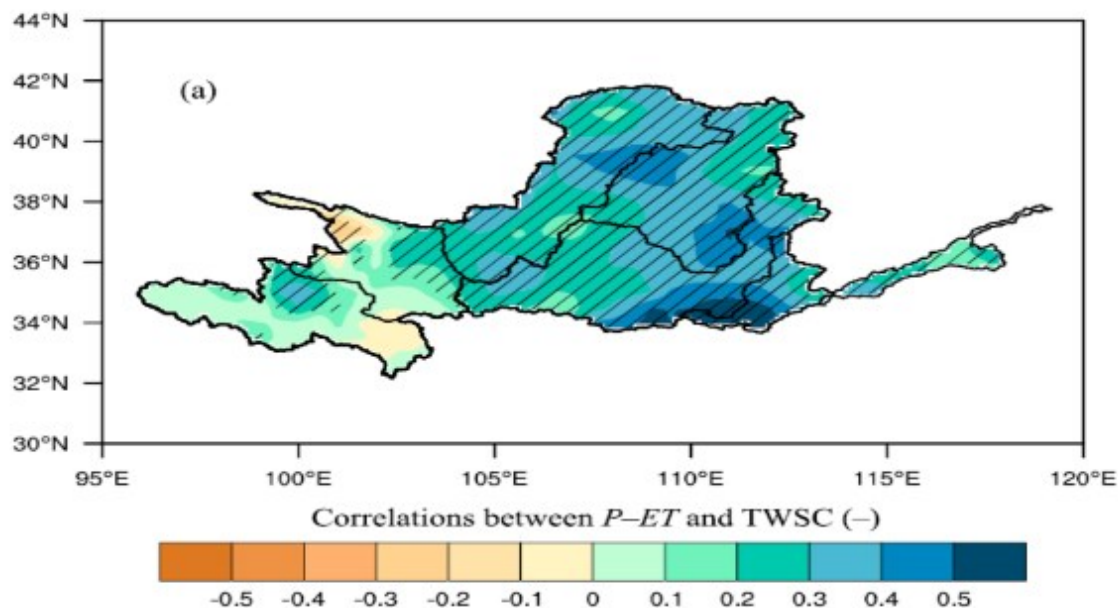 44°N
42°N
(a)
40°N
38°N
36°N
34°N
32°N
30°N
95°E 100°E 105°E 110°E 115°E 120°E
Correlations between P–ET and TWSC (–)
-0.5 -0.4 -0.3 -0.2 -0.1 0 0.1 0.2 0.3 0.4 0.5